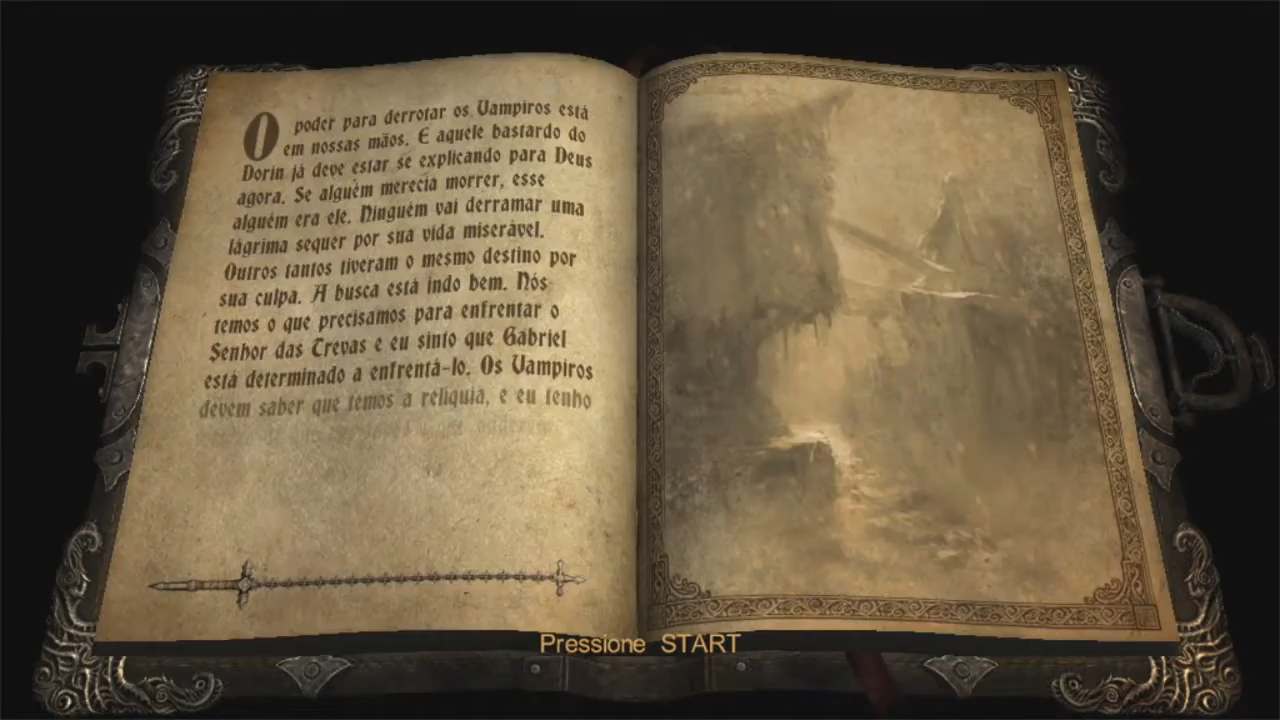 O poder para derrotar os Vampiros está
em nossas mãos. E aquele bastardo do
Dorin já deve estar se explicando para Deus
agora. Se alguém merecia morrer, esse
alguém era ele. Ninguém vai derramar uma
lágrima sequer por sua vida miserável.
Outros tantos tiveram o mesmo destino por
sua culpa. A busca está indo bem. Nós
temos o que precisamos para enfrentar o
Senhor das Trevas e eu sinto que Gabriel
está determinado a enfrentá-lo. Os Vampiros
devem saber que temos a relíquia, e eu tenho
Pressione START